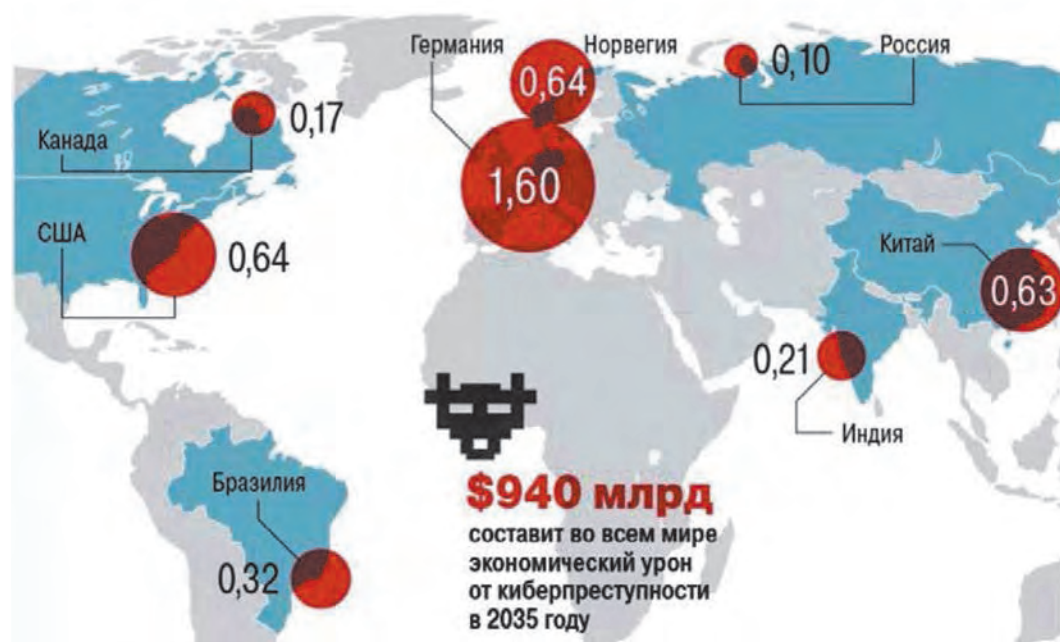 Германия
Норвегия
0,64
0,10
Россия
Канада
0,17
1,60
США
0,64
Китай
0,63
0,21
Индия
Бразилия
0,32
$940 млрд
составит во всем мире
экономический урон
от киберпреступности
в 2035 году